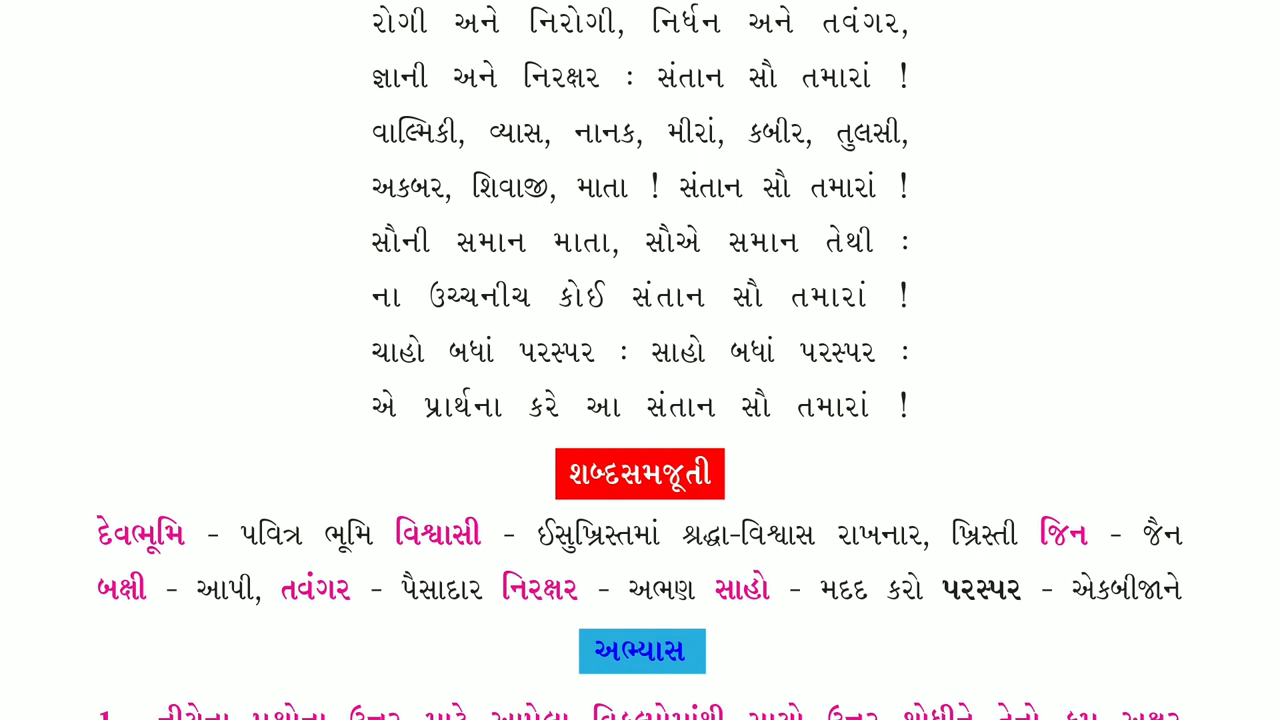 રોગી અને નિરોગી, નિર્ધન અને તવંગર,
જ્ઞાની અને નિરક્ષર : સંતાન સૌ તમારાં !
વાલ્મિકી, વ્યાસ, નાનક, મીરાં, કબીર, તુલસી,
અકબર, શિવાજી, માતા ! સંતાન સૌ તમારાં !
સૌની સમાન માતા, સૌએ સમાન તેથી :
ના ઉચ્ચનીચ કોઈ સંતાન સૌ તમારાં !
ચાહો બધાં પરસ્પર : સાહો બધાં પરસ્પર :
એ પ્રાર્થના કરે આ સંતાન સૌ તમારાં !
શબ્દસમજૂતી
દેવભૂમિ - પવિત્ર ભૂમિ વિશ્વાસી - ઈસુખ્રિસ્તમાં શ્રદ્ધા-વિશ્વાસ રાખનાર, ખ્રિસ્તી જિન - જૈન
બક્ષી - આપી, તવંગર - પૈસાદાર નિરક્ષર - અભણ સાહો - મદદ કરો પરસ્પર - એકબીજાને
અભ્યાસ